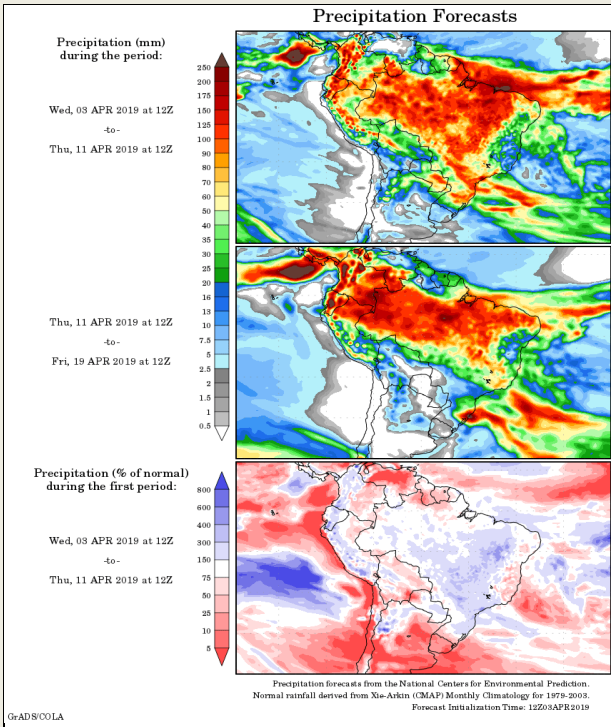 Precipitation Forecasts
Precipitation (mm)
during the period:
Wed, 03 APR 2019 at 12Z
-to-
Thu, 11 APR 2019 at 12Z
250
200
175
150
125
100
90
80
70
60
50
40
35
30
25
20
16
13
10
7.5
5
2.5
2
1.5
1
0.5
Thu, 11 APR 2019 at 12Z
-to-
Fri, 19 APR 2019 at 12Z
Precipitation (% of normal)
during the first period:
Wed, 03 APR 2019 at 12Z
-to-
Thu, 11 APR 2019 at 12Z
800
600
400
300
150
75
50
25
10
5
Precipitation forecasts from the National Centers for Environmental Prediction.
Normal rainfall derived from Xie-Arkin (CMAP) Monthly Climatology for 1979-2003.
Forecast Initialization Time: 12Z03APR2019
GrADS/COLA